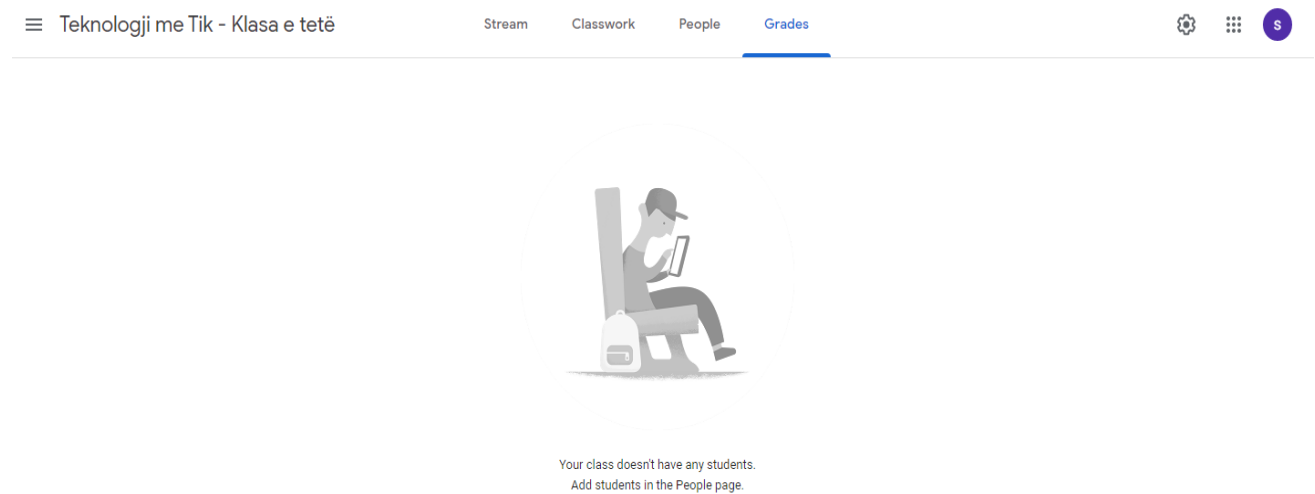 Teknologji me Tik - Klasa e tetë
Stream Classwork People Grades
S
Your class doesn't have any students.
Add students in the People page.